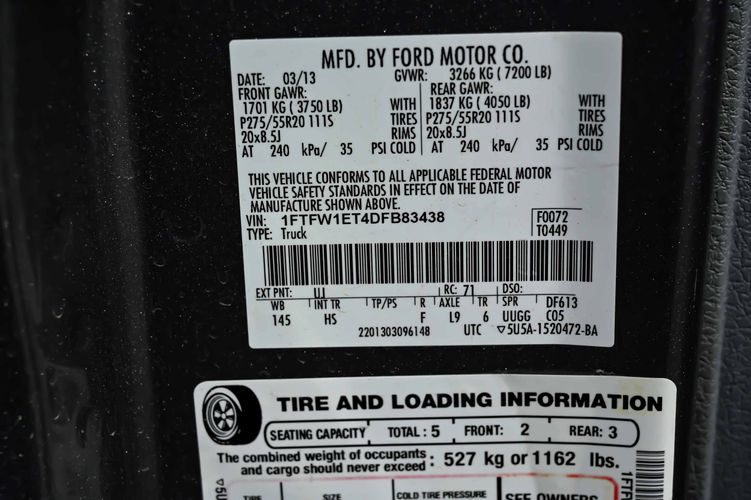 MFD. BY FORD MOTOR CO.
DATE: 03/13 GVWR: 3266 KG ( 7200 LB)
FRONT GAWR: REAR GAWR:
1701 KG ( 3750 LB) WITH 1837 KG ( 4050 LB) WITH
P275/55R20 111S TIRES P275/55R20 111S TIRES
20x8.5J RIMS 20x8.5J RIMS
AT 240 kPa/ 35 PSI COLD AT 240 kPa/ 35 PSI COLD
THIS VEHICLE CONFORMS TO ALL APPLICABLE FEDERAL MOTOR
VEHICLE SAFETY STANDARDS IN EFFECT ON THE DATE OF
MANUFACTURE SHOWN ABOVE.
VIN: 1FTFW1ET4DFB83438 F0072
TYPE: Truck T0449
EXT PNT: UJ RC: 71 DSO:
WB INT TR TP/PS R AXLE TR SPR DF613
145 HS F L9 6 UUGG C05
2201303096148 UTC ▽5U5A-1520472-BA
TIRE AND LOADING INFORMATION
SEATING CAPACITY TOTAL: 5 FRONT: 2 REAR: 3
The combined weight of occupants
and cargo should never exceed: 527 kg or 1162 lbs.
TIRE SIZE COLD TIRE PRESSURE SEE OWNERS
▽5U
1FT